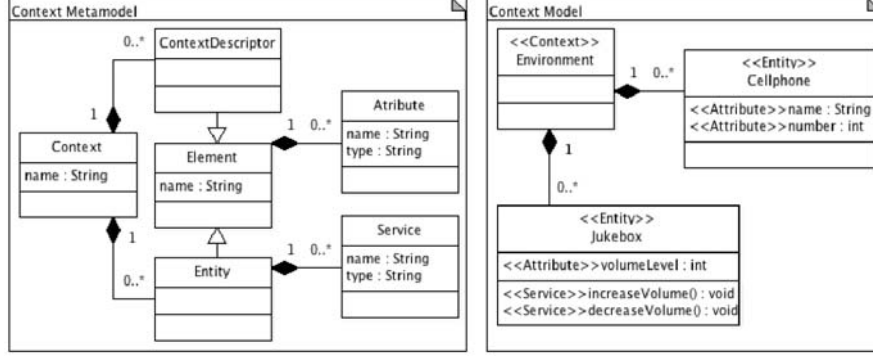 Context Metamodel
0..*
ContextDescriptor
1
Context
name : String
1
0..*
Element
name : String
1 0..*
Atribute
name : String
type : String
Entity
1 0..*
Service
name : String
type : String
Context Model
<<Context>>
Environment
1 0..*
<<Entity>>
Cellphone
<<Attribute>>name : String
<<Attribute>>number : int
1
0..*
<<Entity>>
Jukebox
<<Attribute>>volumeLevel : int
<<Service>>increaseVolume() : void
<<Service>>decreaseVolume() : void